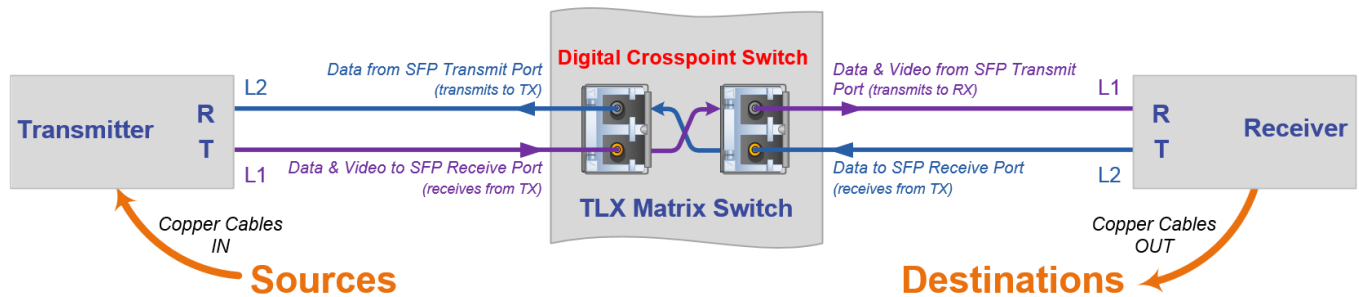 Digital Crosspoint Switch
Data from SFP Transmit Port
(transmits to TX)
L2
Data & Video from SFP Transmit
Port (transmits to RX)
L1
Transmitter
R
T
R
T
Receiver
L1
Data & Video to SFP Receive Port
(receives from TX)
Data to SFP Receive Port
(receives from TX)
L2
TLX Matrix Switch
Copper Cables
IN
Copper Cables
OUT
Sources
Destinations